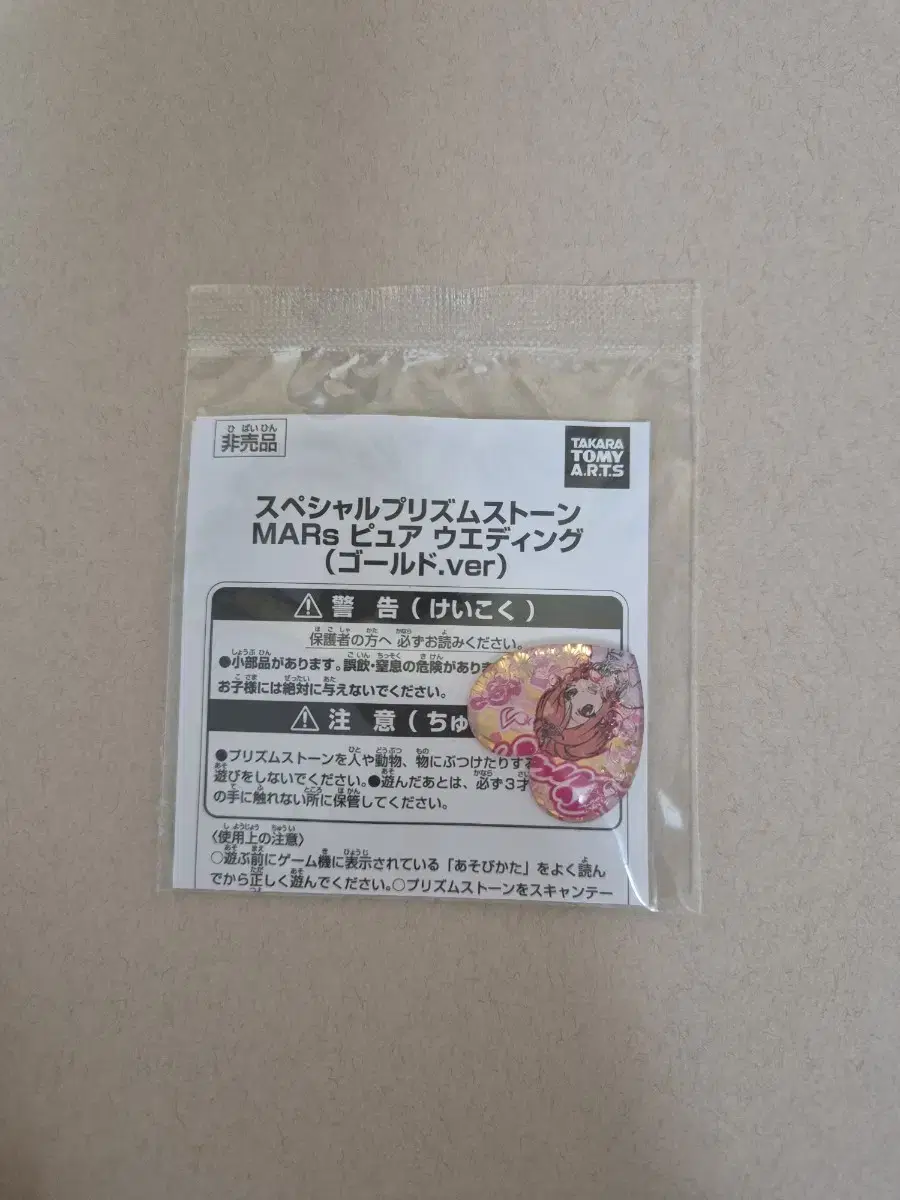 非売品
TAKARA
TOMY
A.R.T.S
スペシャルプリズムストーン
MARs ピュア ウエディング
(ゴールド.ver)
⚠ 警 告 ( けいこく )
保護者の方へ 必ずお読みください。
●小部品があります。誤飲・窒息の危険があり
お子様には絶対に与えないでください。
⚠ 注 意 ( ちゅ
●プリズムストーンを人や動物、物にぶつけたりする
遊びをしないでください。●遊んだあとは、必ず3才
の手に触れない所に保管してください。
〈使用上の注意〉
○遊ぶ前にゲーム機に表示されている「あそびかた」をよく読ん
でから正しく遊んでください。○プリズムストーンをスキャンテー